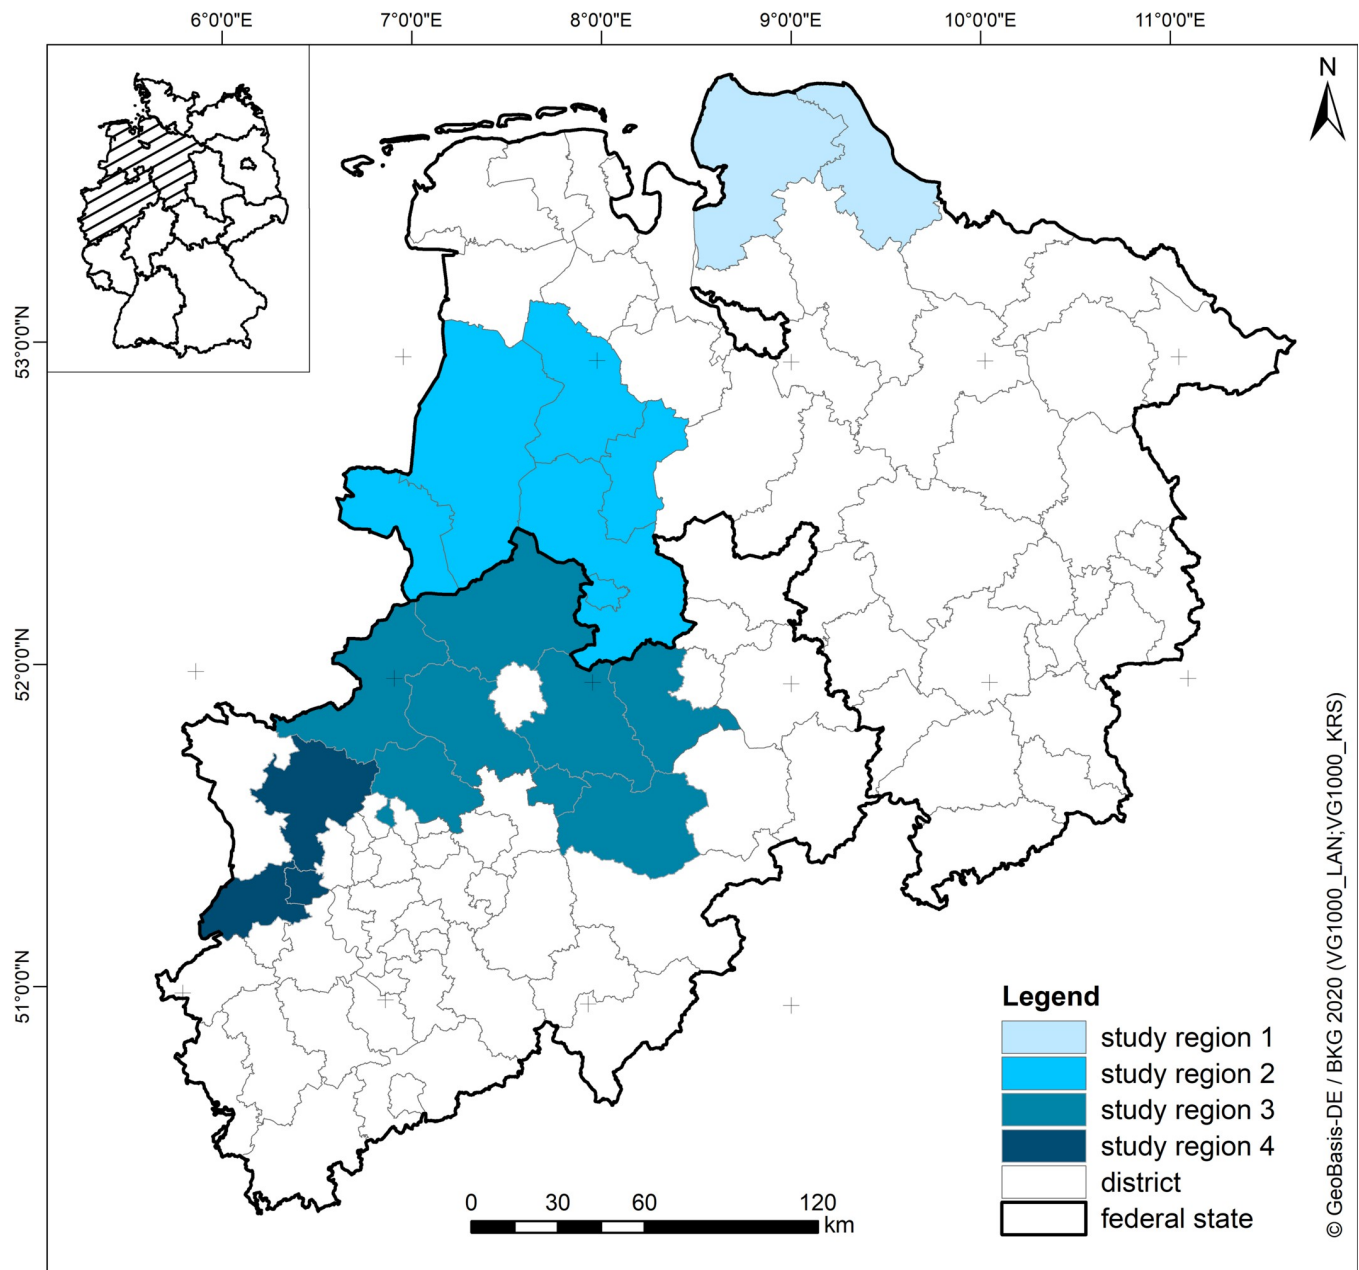 6°0'0"E 7°0'0"E 8°0'0"E 9°0'0"E 10°0'0"E 11°0'0"E
N
53°0'0"N
52°0'0"N
51°0'0"N
Legend
study region 1
study region 2
study region 3
study region 4
district
federal state
0 30 60 120
km
© GeoBasis-DE / BKG 2020 (VG1000_LAN;VG1000_KRS)